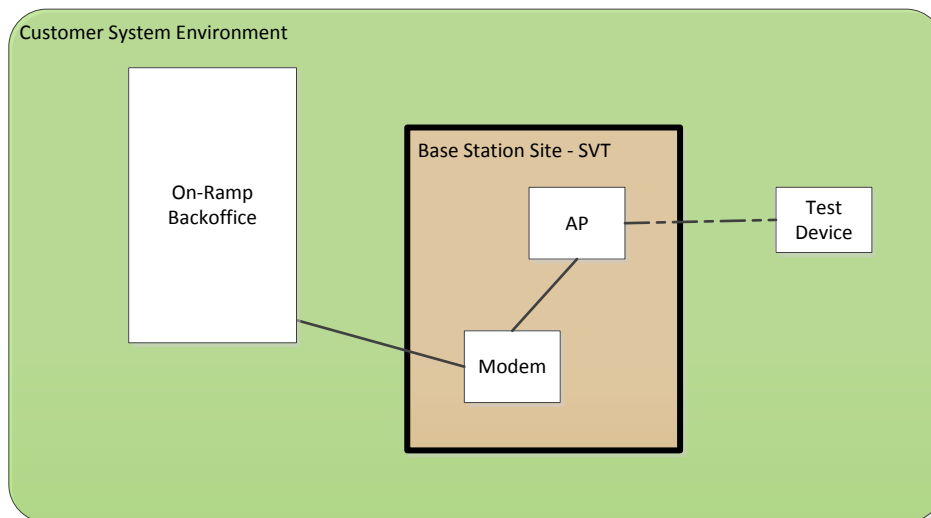 Customer System Environment
On-Ramp
Backoffice
Base Station Site - SVT
AP
Test
Device
Modem